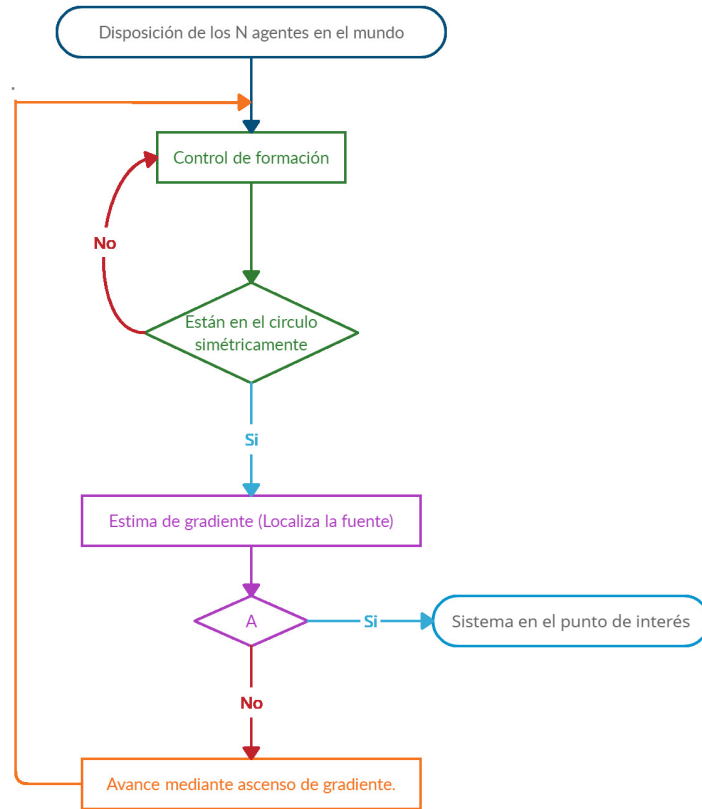 Disposición de los N agentes en el mundo
Control de formación
No
Están en el circulo
simétricamente
Si
Estima de gradiente (Localiza la fuente)
A
Si
Sistema en el punto de interés
No
Avance mediante ascenso de gradiente.